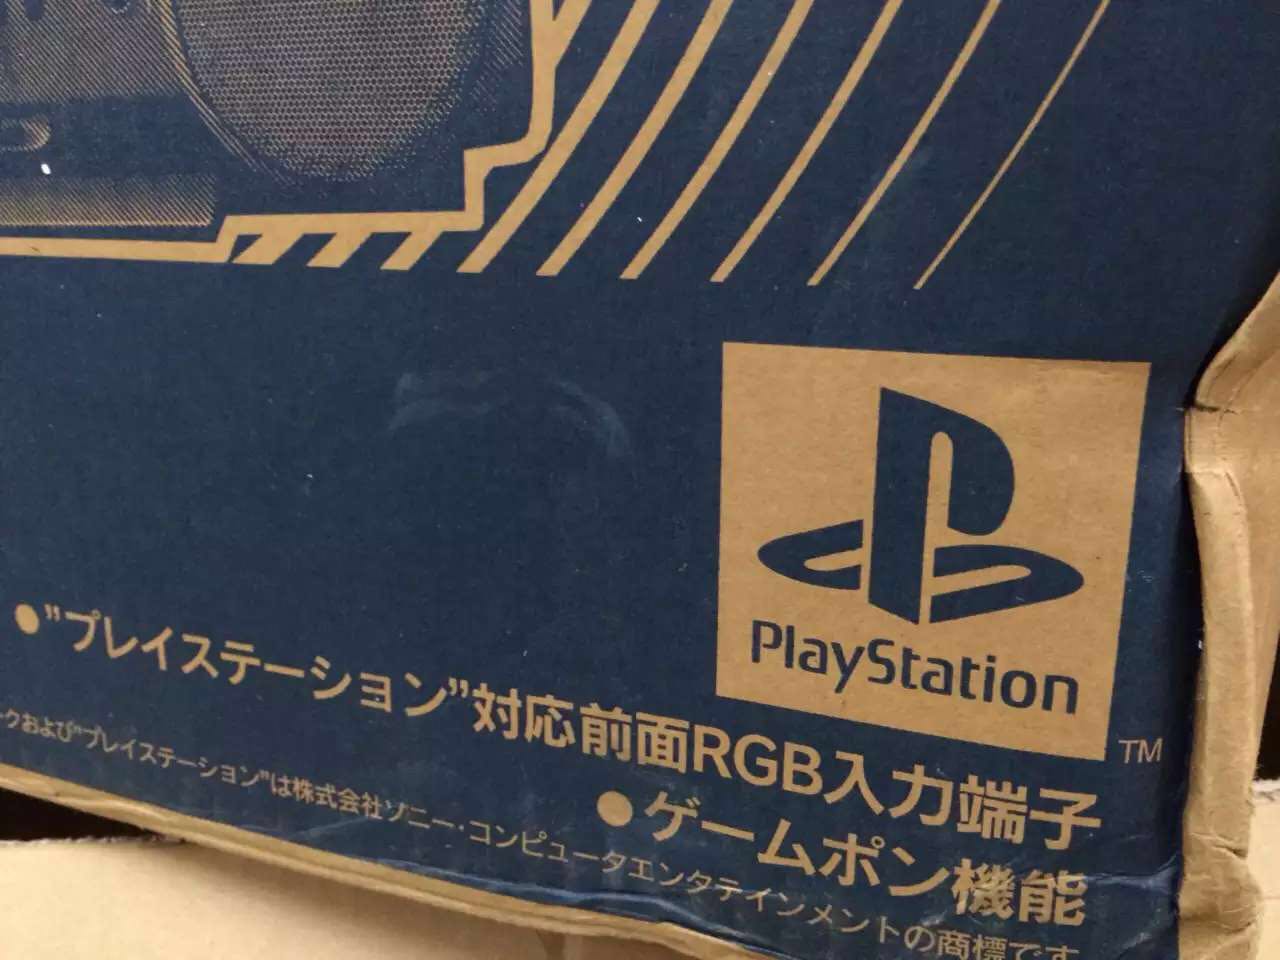 PlayStation
TM
●"プレイステーション"対応前面RGB入力端子
●ゲームポン機能
ークおよび"プレイステーション"は株式会社ソニー・コンピュータエンタテインメントの商標です